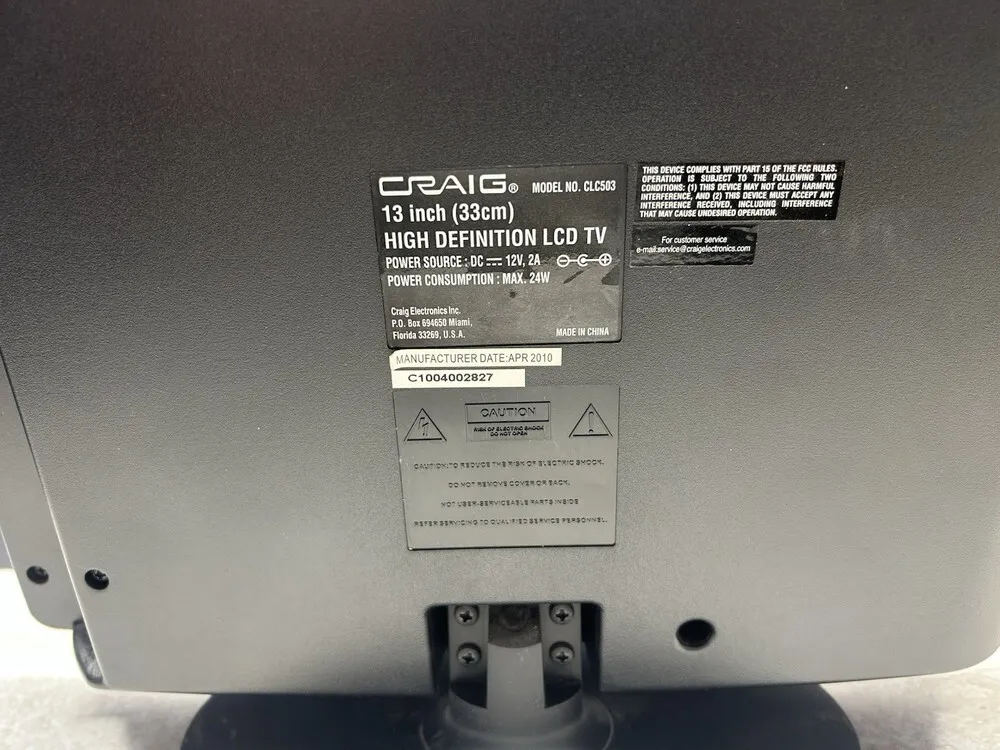 CRAIG® MODEL NO. CLC503
13 inch (33cm)
HIGH DEFINITION LCD TV
POWER SOURCE : DC 12V, 2A
POWER CONSUMPTION : MAX. 24W
Craig Electronics Inc.
P.O. Box 694650 Miami,
Florida 33269, U.S.A.
MADE IN CHINA
THIS DEVICE COMPLIES WITH PART 15 OF THE FCC RULES.
OPERATION IS SUBJECT TO THE FOLLOWING TWO
CONDITIONS: (1) THIS DEVICE MAY NOT CAUSE HARMFUL
INTERFERENCE, AND (2) THIS DEVICE MUST ACCEPT ANY
INTERFERENCE RECEIVED, INCLUDING INTERFERENCE
THAT MAY CAUSE UNDESIRED OPERATION.
For customer service
e-mail:service@craigelectronics.com
MANUFACTURER DATE:APR 2010
C1004002827
CAUTION
RISK OF ELECTRIC SHOCK
DO NOT OPEN
CAUTION:TO REDUCE THE RISK OF ELECTRIC SHOCK,
DO NOT REMOVE COVER OR BACK.
NOT USER-SERVICEABLE PARTS INSIDE
REFER SERVICING TO QUALIFIED SERVICE PERSONNEL.